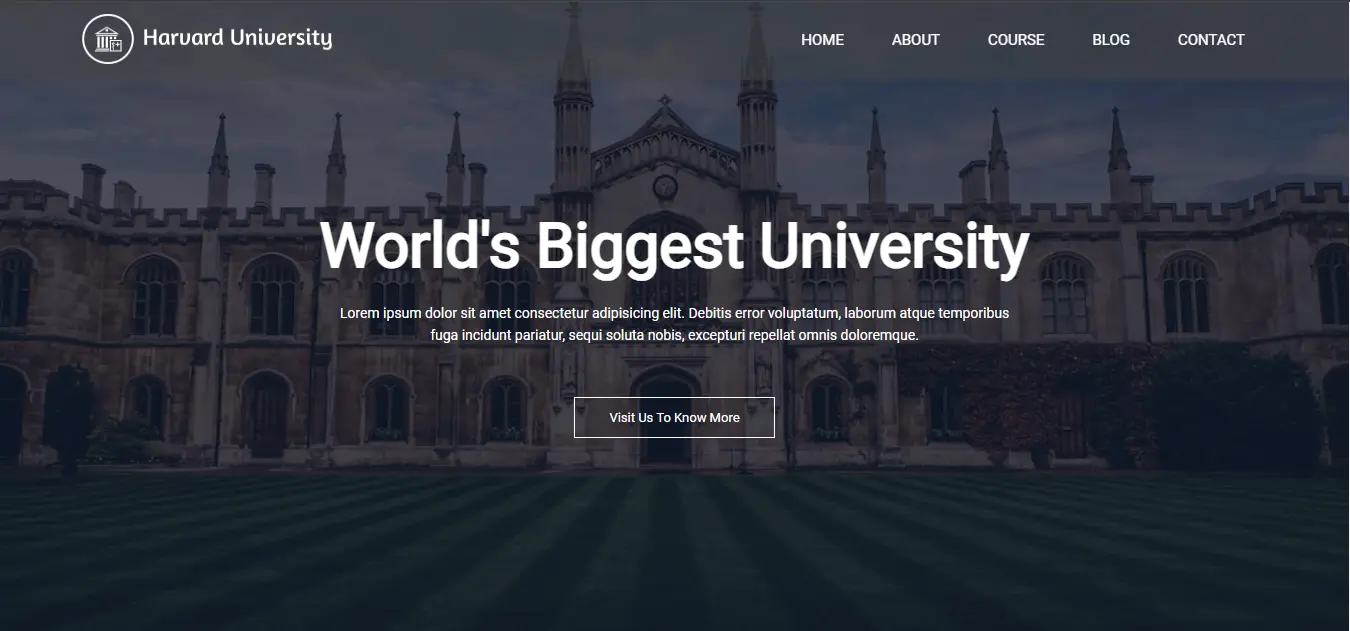 Harvard University
HOME ABOUT COURSE BLOG CONTACT
World's Biggest University
Lorem ipsum dolor sit amet consectetur adipisicing elit. Debitis error voluptatum, laborum atque temporibus
fuga incidunt pariatur, sequi soluta nobis, excepturi repellat omnis doloremque.
Visit Us To Know More